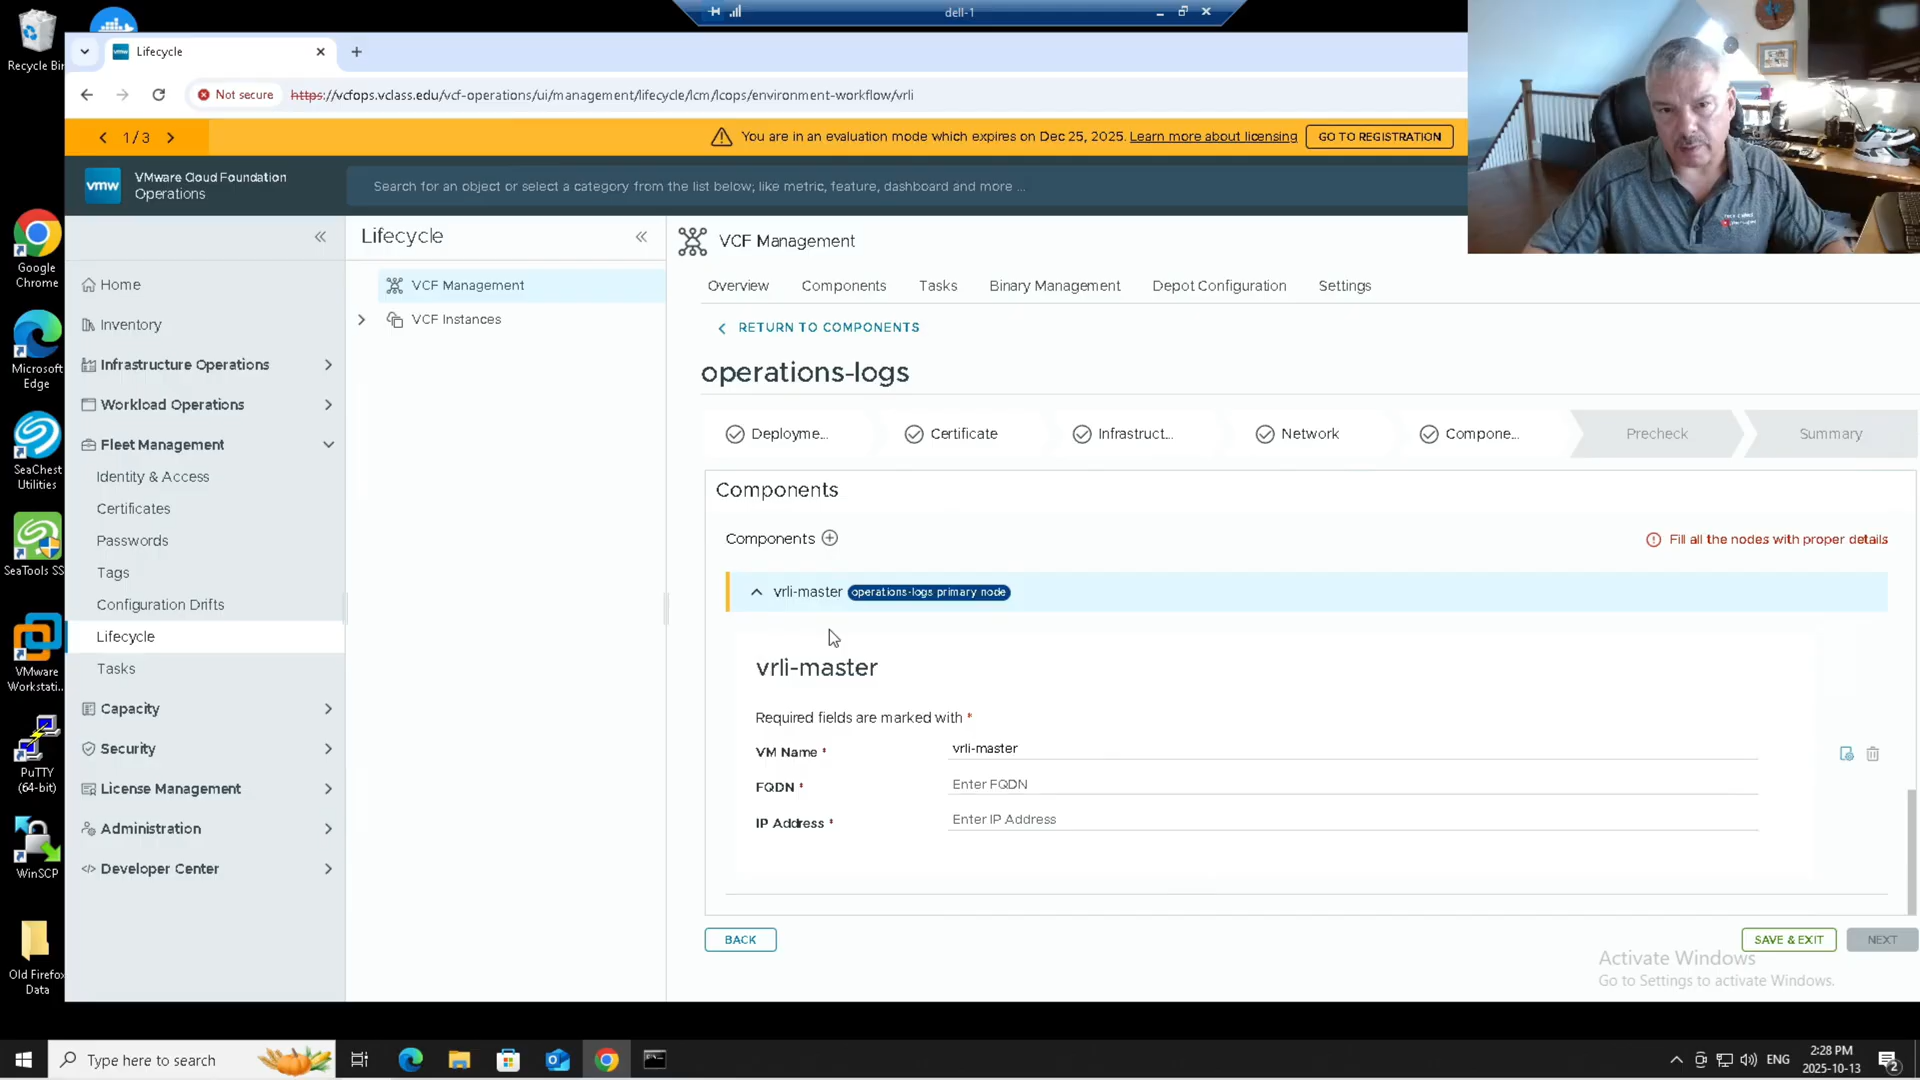 Recycle Bin
dell-1
Lifecycle
Not secure
https://vcfops.vclass.edu/vcf-operations/ui/management/lifecycle/lcm/lcops/environment-workflow/vrli
1 / 3
You are in an evaluation mode which expires on Dec 25, 2025. Learn more about licensing
GO TO REGISTRATION
vmw
VMware Cloud Foundation
Operations
Search for an object or select a category from the list below; like metric, feature, dashboard and more ...
Google
Chrome
Microsoft
Edge
SeaChest
Utilities
SeaTools SS
VMware
Workstati...
PuTTY
(64-bit)
WinSCP
Old Firefox
Data
Home
Inventory
Infrastructure Operations
Workload Operations
Fleet Management
Identity & Access
Certificates
Passwords
Tags
Configuration Drifts
Lifecycle
Tasks
Capacity
Security
License Management
Administration
Developer Center
Lifecycle
VCF Management
VCF Instances
VCF Management
Overview
Components
Tasks
Binary Management
Depot Configuration
Settings
RETURN TO COMPONENTS
operations-logs
Deployme...
Certificate
Infrastruct...
Network
Compone...
Precheck
Summary
Components
Components
Fill all the nodes with proper details
vrli-master operations-logs primary node
vrli-master
Required fields are marked with *
VM Name * vrli-master
FQDN * Enter FQDN
IP Address * Enter IP Address
BACK
SAVE & EXIT
NEXT
Activate Windows
Go to Settings to activate Windows.
Type here to search
ENG
2:28 PM
2025-10-13
2